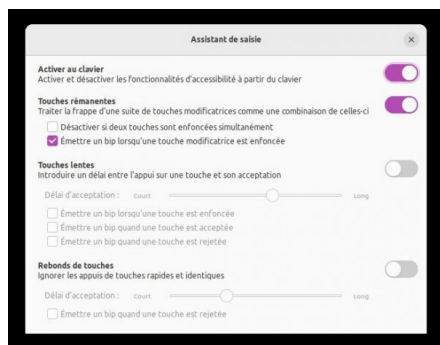 Assistant de saisie
Activer au clavier
Activer et désactiver les fonctionnalités d'accessibilité à partir du clavier
Touches rémanentes
Traiter la frappe d'une suite de touches modificatrices comme une combinaison de celles-ci
Désactiver si deux touches sont enfoncées simultanément
Émettre un bip lorsqu'une touche modificatrice est enfoncée
Touches lentes
Introduire un délai entre l'appui sur une touche et son acceptation
Délai d'acceptation : Court Long
Émettre un bip lorsqu'une touche est enfoncée
Émettre un bip quand une touche est acceptée
Émettre un bip quand une touche est rejetée
Rebonds de touches
Ignorer les appuis de touches rapides et identiques
Délai d'acceptation : Court Long
Émettre un bip quand une touche est rejetée